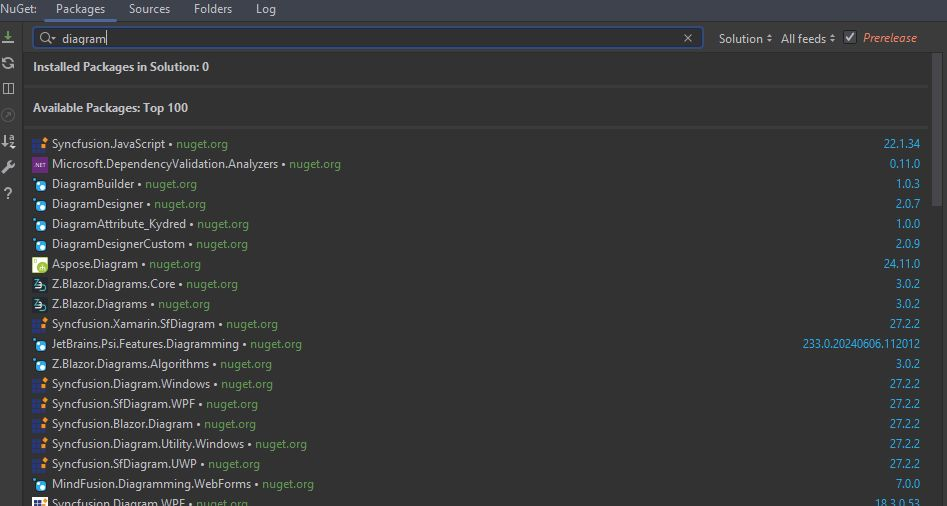 NuGet: Packages Sources Folders Log
diagram Solution All feeds Prerelease
Installed Packages in Solution: 0
Available Packages: Top 100
Syncfusion.JavaScript • nuget.org 22.1.34
.NET Microsoft.DependencyValidation.Analyzers • nuget.org 0.11.0
DiagramBuilder • nuget.org 1.0.3
DiagramDesigner • nuget.org 2.0.7
DiagramAttribute_Kydred • nuget.org 1.0.0
DiagramDesignerCustom • nuget.org 2.0.9
Aspose.Diagram • nuget.org 24.11.0
Z.Blazor.Diagrams.Core • nuget.org 3.0.2
Z.Blazor.Diagrams • nuget.org 3.0.2
Syncfusion.Xamarin.SfDiagram • nuget.org 27.2.2
JetBrains.Psi.Features.Diagramming • nuget.org 233.0.20240606.112012
Z.Blazor.Diagrams.Algorithms • nuget.org 3.0.2
Syncfusion.Diagram.Windows • nuget.org 27.2.2
Syncfusion.SfDiagram.WPF • nuget.org 27.2.2
Syncfusion.Blazor.Diagram • nuget.org 27.2.2
Syncfusion.Diagram.Utility.Windows • nuget.org 27.2.2
Syncfusion.SfDiagram.UWP • nuget.org 27.2.2
MindFusion.Diagramming.WebForms • nuget.org 7.0.0
Syncfusion.Diagram.WPF • nuget.org 18.3.0.53